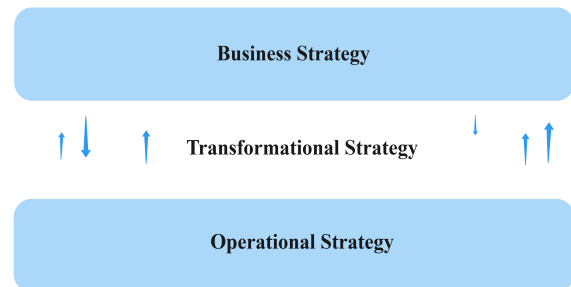 Business Strategy
Transformational Strategy
Operational Strategy